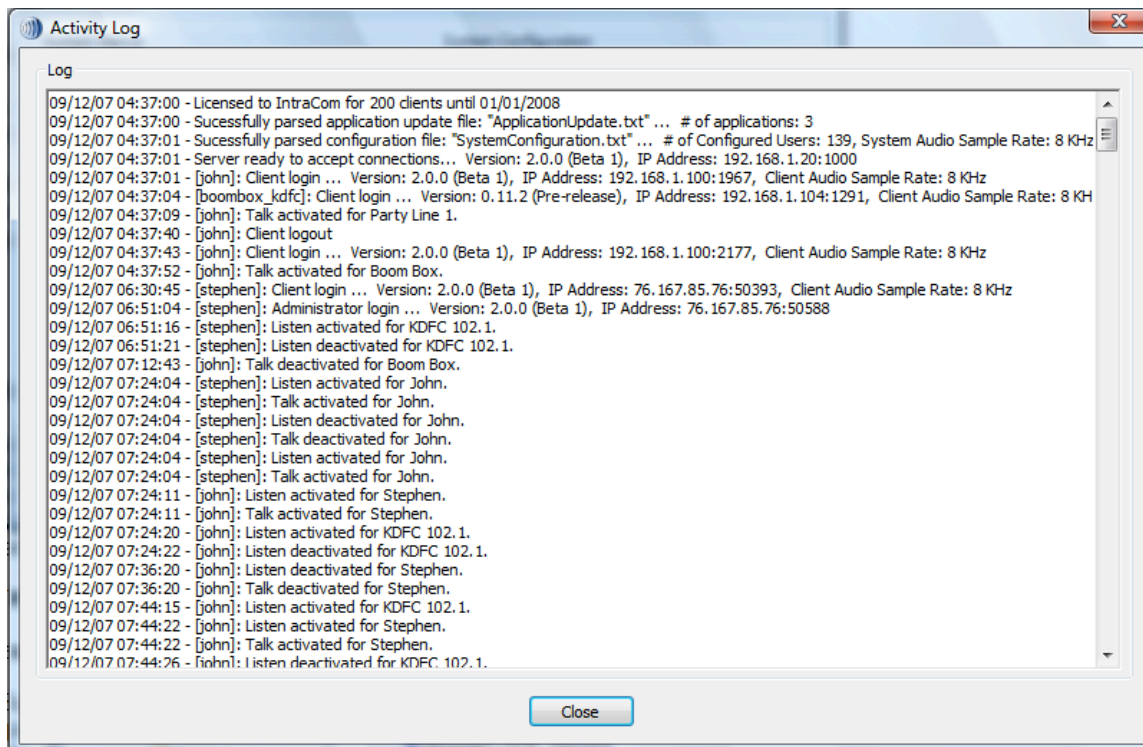 Activity Log
Log
09/12/07 04:37:00 - Licensed to IntraCom for 200 clients until 01/01/2008
09/12/07 04:37:00 - Sucessfully parsed application update file: "ApplicationUpdate.txt" ...  # of applications: 3
09/12/07 04:37:01 - Sucessfully parsed configuration file: "SystemConfiguration.txt" ...  # of Configured Users: 139, System Audio Sample Rate: 8 KHz
09/12/07 04:37:01 - Server ready to accept connections...  Version: 2.0.0 (Beta 1),  IP Address: 192.168.1.20:1000
09/12/07 04:37:01 - [john]: Client login ...  Version: 2.0.0 (Beta 1),  IP Address: 192.168.1.100:1967,  Client Audio Sample Rate: 8 KHz
09/12/07 04:37:04 - [boombox_kdfc]: Client login ...  Version: 0.11.2 (Pre-release),  IP Address: 192.168.1.104:1291,  Client Audio Sample Rate: 8 KH
09/12/07 04:37:09 - [john]: Talk activated for Party Line 1.
09/12/07 04:37:40 - [john]: Client logout
09/12/07 04:37:43 - [john]: Client login ...  Version: 2.0.0 (Beta 1),  IP Address: 192.168.1.100:2177,  Client Audio Sample Rate: 8 KHz
09/12/07 04:37:52 - [john]: Talk activated for Boom Box.
09/12/07 06:30:45 - [stephen]: Client login ...  Version: 2.0.0 (Beta 1),  IP Address: 76.167.85.76:50393,  Client Audio Sample Rate: 8 KHz
09/12/07 06:51:04 - [stephen]: Administrator login ...  Version: 2.0.0 (Beta 1),  IP Address: 76.167.85.76:50588
09/12/07 06:51:16 - [stephen]: Listen activated for KDFC 102.1.
09/12/07 06:51:21 - [stephen]: Listen deactivated for KDFC 102.1.
09/12/07 07:12:43 - [john]: Talk deactivated for Boom Box.
09/12/07 07:24:04 - [stephen]: Listen activated for John.
09/12/07 07:24:04 - [stephen]: Talk activated for John.
09/12/07 07:24:04 - [stephen]: Listen deactivated for John.
09/12/07 07:24:04 - [stephen]: Talk deactivated for John.
09/12/07 07:24:04 - [stephen]: Listen activated for John.
09/12/07 07:24:04 - [stephen]: Talk activated for John.
09/12/07 07:24:11 - [john]: Listen activated for Stephen.
09/12/07 07:24:11 - [john]: Talk activated for Stephen.
09/12/07 07:24:20 - [john]: Listen activated for KDFC 102.1.
09/12/07 07:24:22 - [john]: Listen deactivated for KDFC 102.1.
09/12/07 07:36:20 - [john]: Listen deactivated for Stephen.
09/12/07 07:36:20 - [john]: Talk deactivated for Stephen.
09/12/07 07:44:15 - [john]: Listen activated for KDFC 102.1.
09/12/07 07:44:22 - [john]: Listen activated for Stephen.
09/12/07 07:44:22 - [john]: Talk activated for Stephen.
09/12/07 07:44:26 - [john]: Listen deactivated for KDFC 102.1.
Close